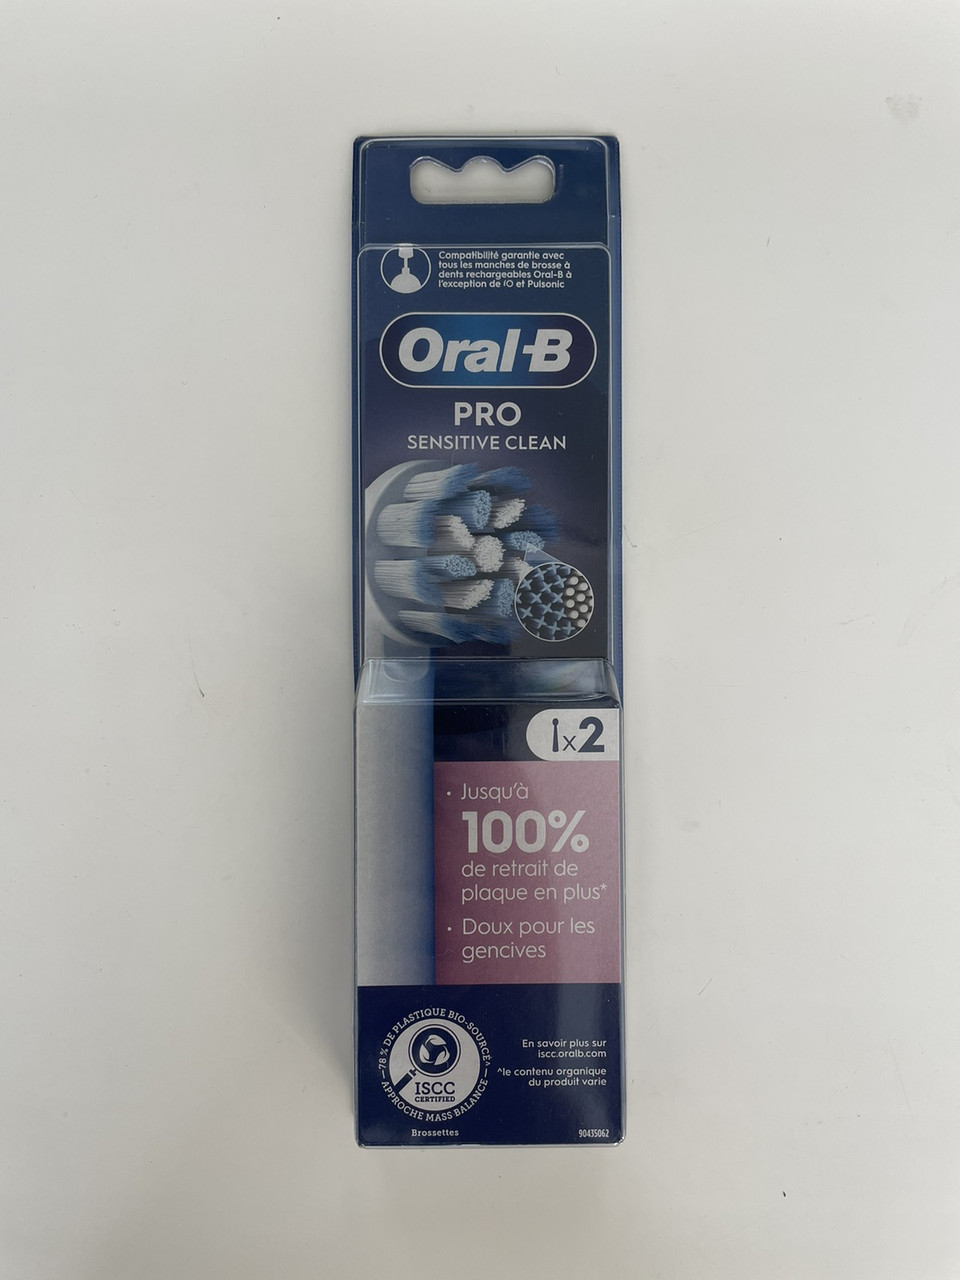 Compatibilité garantie avec
tous les manches de brosse à
dents rechargeables Oral-B à
l'exception de iO et Pulsonic
Oral-B
PRO
SENSITIVE CLEAN
x2
• Jusqu'à
100%
de retrait de
plaque en plus*
• Doux pour les
gencives
78 % DE PLASTIQUE BIO-SOURCÉ^
ISCC
CERTIFIED
APPROCHE MASS BALANCE
En savoir plus sur
iscc.oralb.com
^le contenu organique
du produit varie
Brossettes
90435062